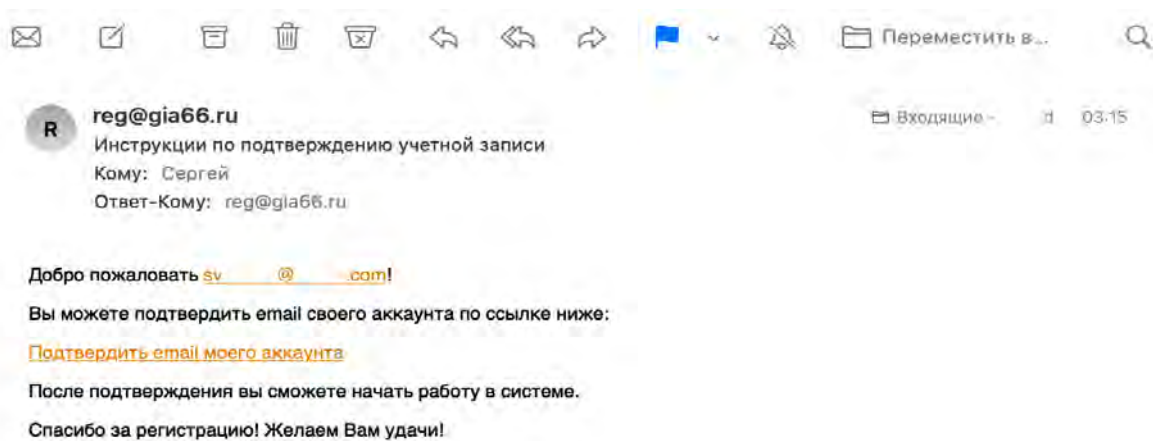 Переместить в...
R
reg@gia66.ru
Входящие - d 03:15
Инструкции по подтверждению учетной записи
Кому: Сергей
Ответ-Кому: reg@gia66.ru
Добро пожаловать sv @ .com!
Вы можете подтвердить email своего аккаунта по ссылке ниже:
Подтвердить email моего аккаунта
После подтверждения вы сможете начать работу в системе.
Спасибо за регистрацию! Желаем Вам удачи!